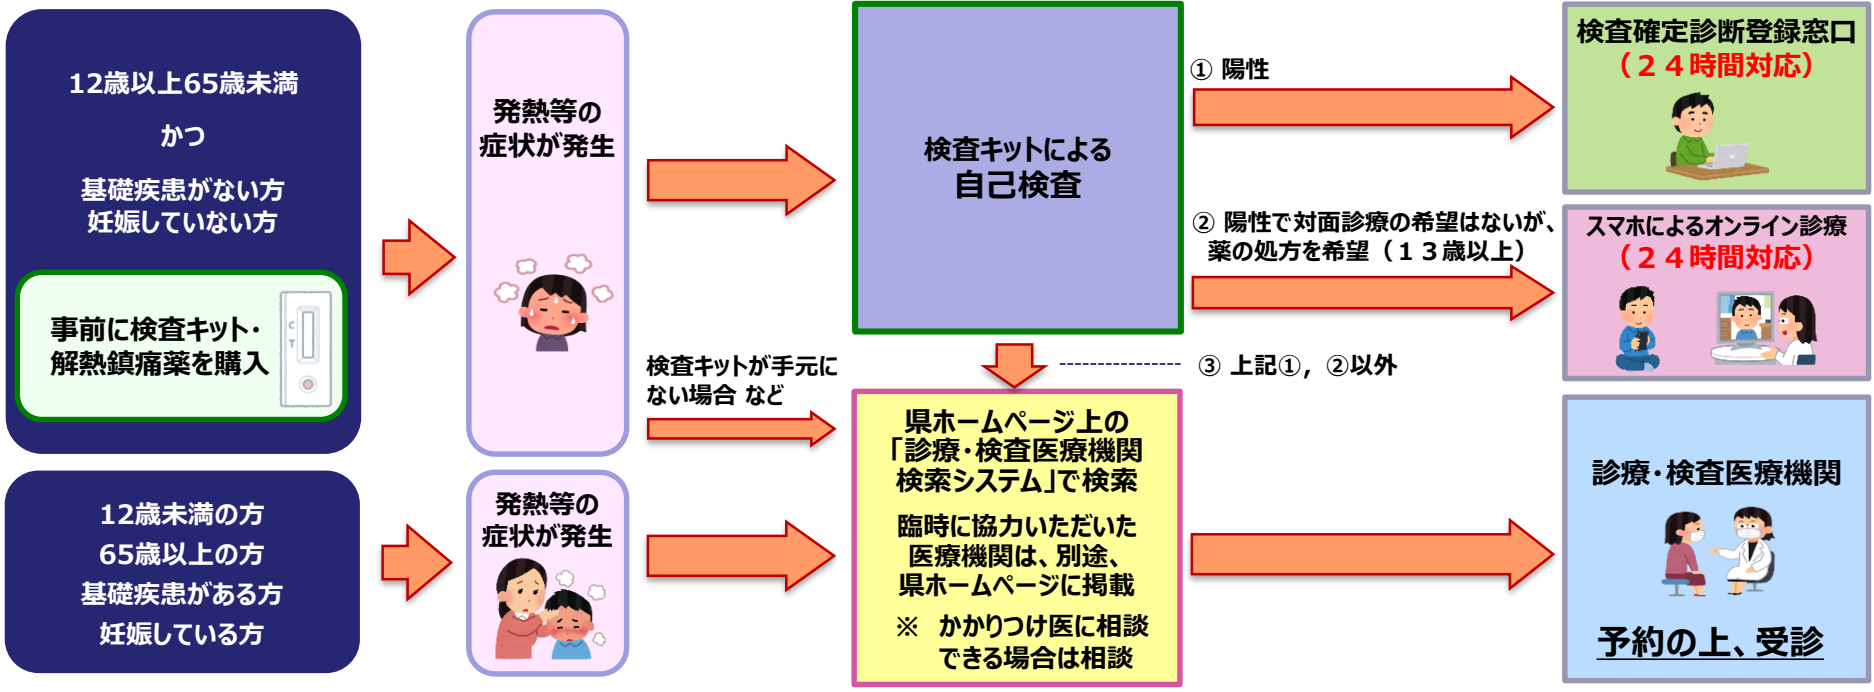 12歳以上65歳未満
かつ
基礎疾患がない方
妊娠していない方
事前に検査キット・
解熱鎮痛薬を購入
C
T
発熱等の
症状が発生
検査キットによる
自己検査
① 陽性
検査確定診断登録窓口
（２４時間対応）
② 陽性で対面診療の希望はないが、
薬の処方を希望（１３歳以上）
スマホによるオンライン診療
（２４時間対応）
検査キットが手元に
ない場合 など
③ 上記①，②以外
12歳未満の方
65歳以上の方
基礎疾患がある方
妊娠している方
発熱等の
症状が発生
県ホームページ上の
「診療・検査医療機関
検索システム」で検索
臨時に協力いただいた
医療機関は、別途、
県ホームページに掲載
※ かかりつけ医に相談
できる場合は相談
診療・検査医療機関
予約の上、受診